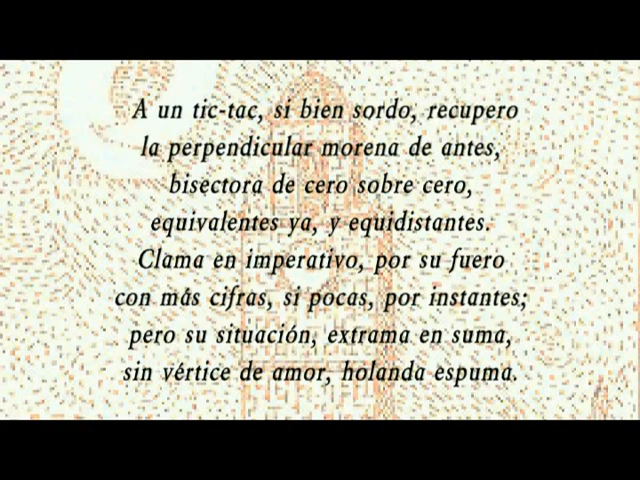 A un tic-tac, si bien sordo, recupero
la perpendicular morena de antes,
bisectora de cero sobre cero,
equivalentes ya, y equidistantes.
Clama en imperativo, por su fuero
con más cifras, si pocas, por instantes;
pero su situación, extrama en suma,
sin vértice de amor, holanda espuma.